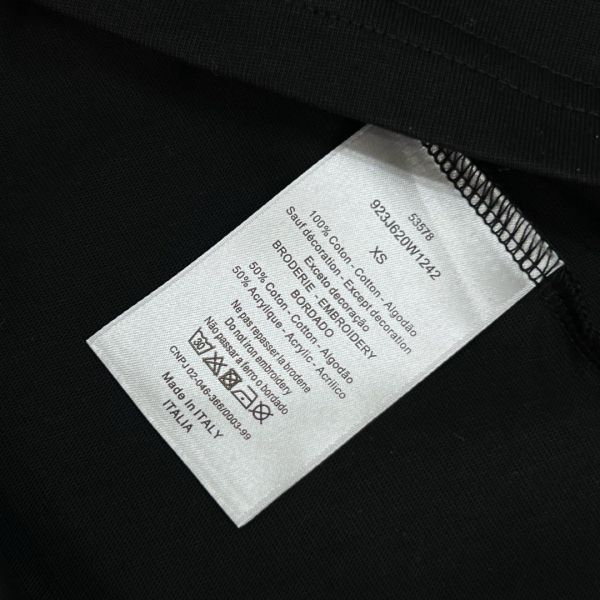 53578
923J620W1242
XS
100% Coton - Cotton - Algodão
Sauf décoration - Except decoration
Exceto decoração
BRODERIE - EMBROIDERY
BORDADO
50% Coton - Cotton - Algodão
50% Acrylique - Acrylic - Acrilico
Ne pas repasser la broderie
Do not iron embroidery
Não passar a ferro o bordado
30
CNPJ 02-046-366/0003-99
Made in ITALY
ITALIA